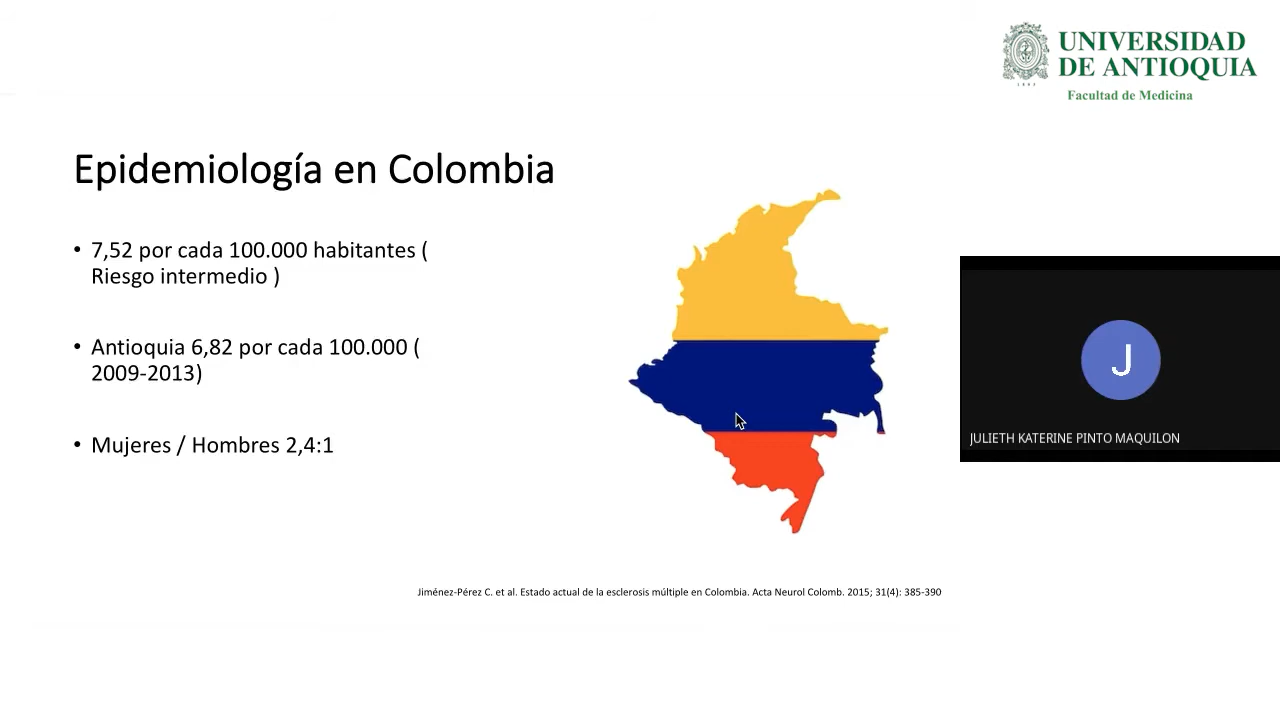 UNIVERSIDAD
DE ANTIOQUIA
1803
Facultad de Medicina
Epidemiología en Colombia
• 7,52 por cada 100.000 habitantes (
Riesgo intermedio )
• Antioquia 6,82 por cada 100.000 (
2009-2013)
• Mujeres / Hombres 2,4:1
J
JULIETH KATERINE PINTO MAQUILON
Jiménez-Pérez C. et al. Estado actual de la esclerosis múltiple en Colombia. Acta Neurol Colomb. 2015; 31(4): 385-390